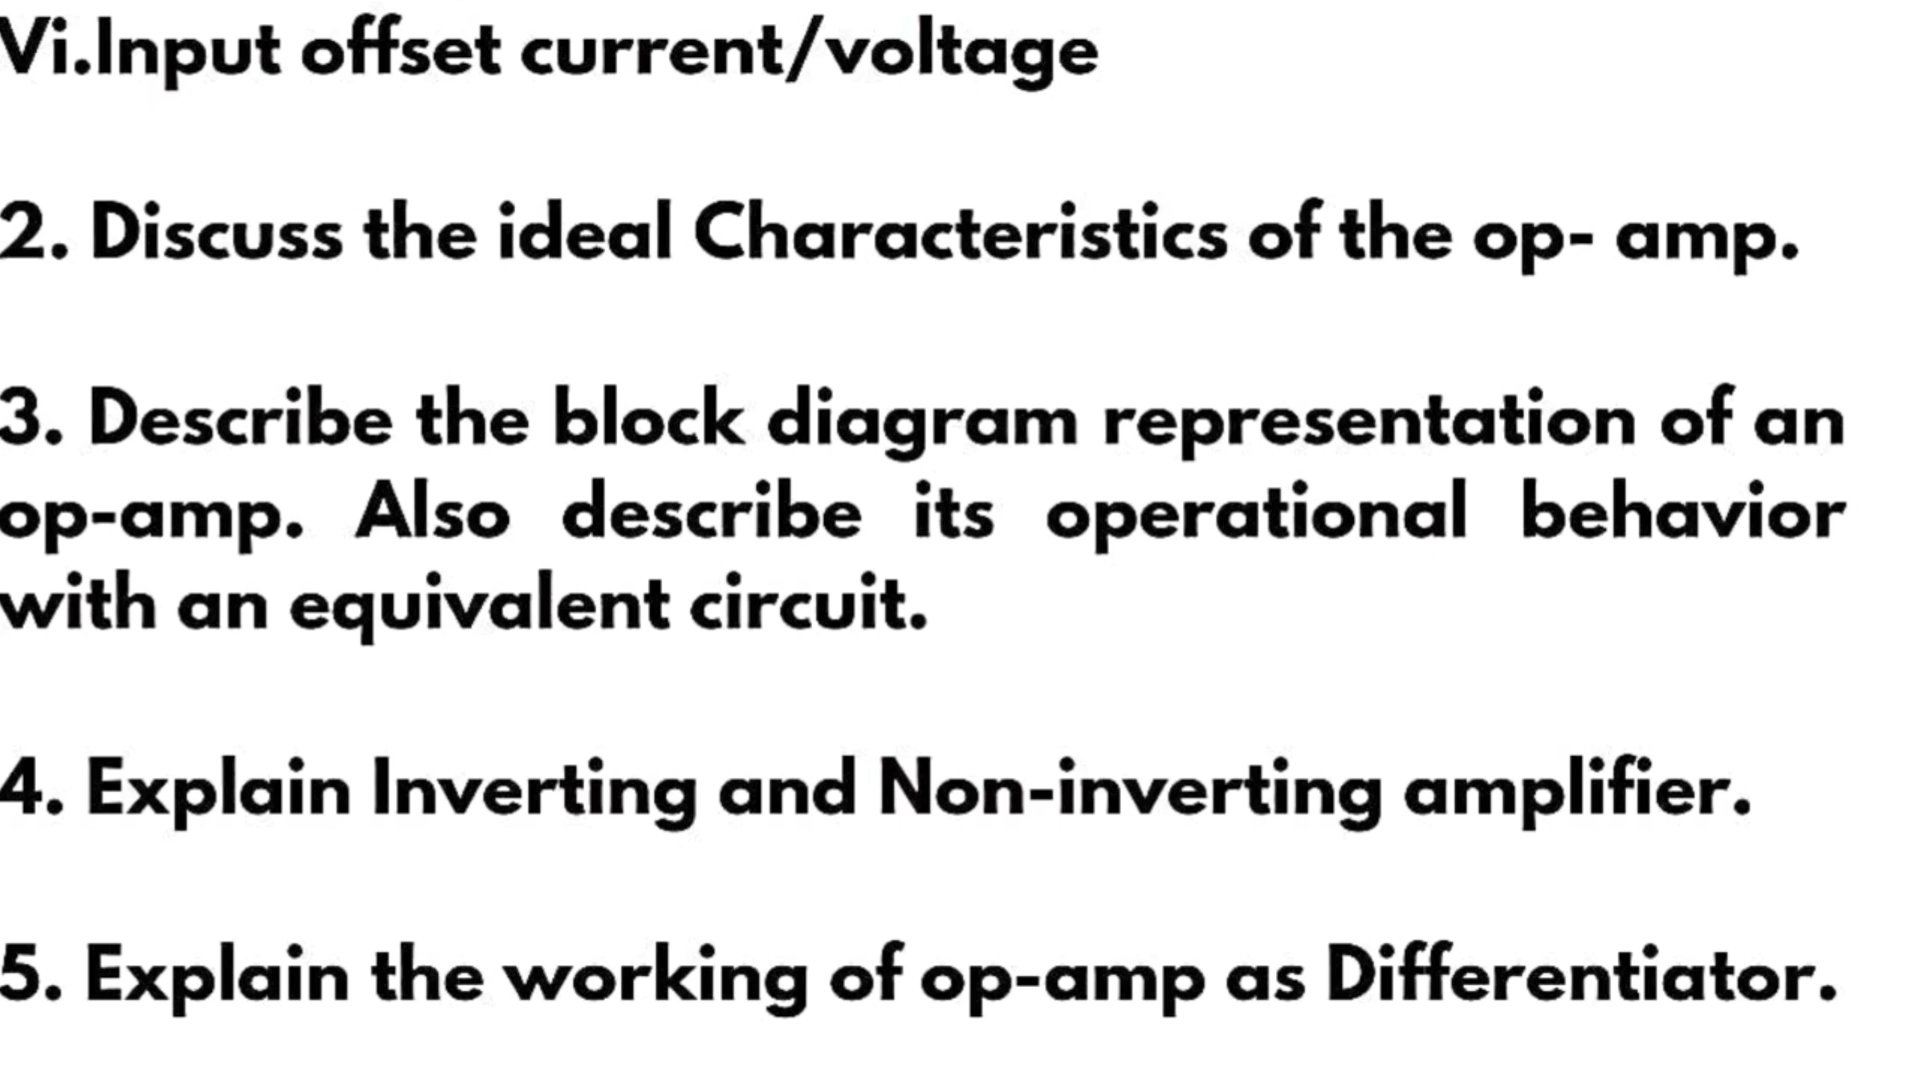 Vi.Input offset current/voltage
2. Discuss the ideal Characteristics of the op- amp.
3. Describe the block diagram representation of an
op-amp. Also describe its operational behavior
with an equivalent circuit.
4. Explain Inverting and Non-inverting amplifier.
5. Explain the working of op-amp as Differentiator.